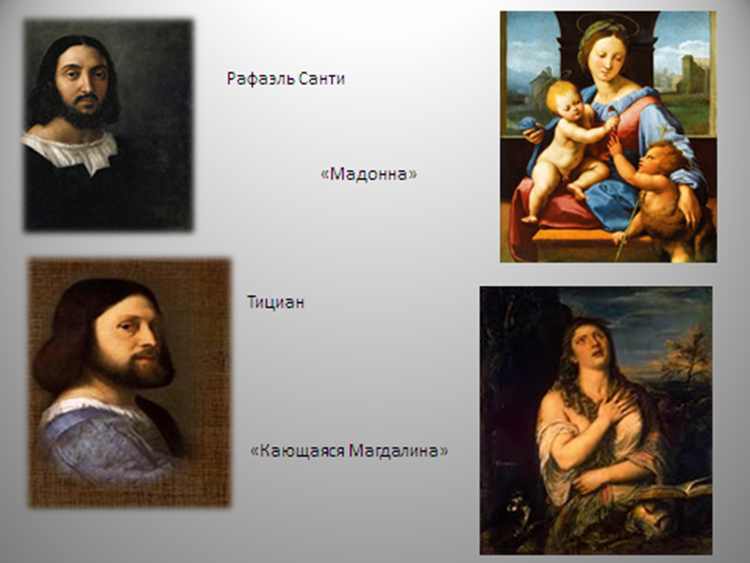 Рафаэль Санти
«Мадонна»
Тициан
«Кающаяся Магдалина»